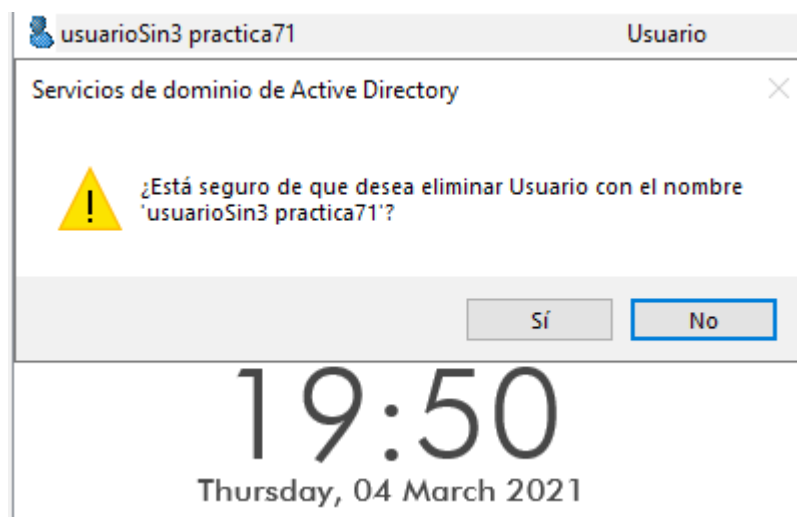 usuarioSin3 practica71 Usuario
Servicios de dominio de Active Directory
¿Está seguro de que desea eliminar Usuario con el nombre
'usuarioSin3 practica71'?
Sí No
19:50
Thursday, 04 March 2021